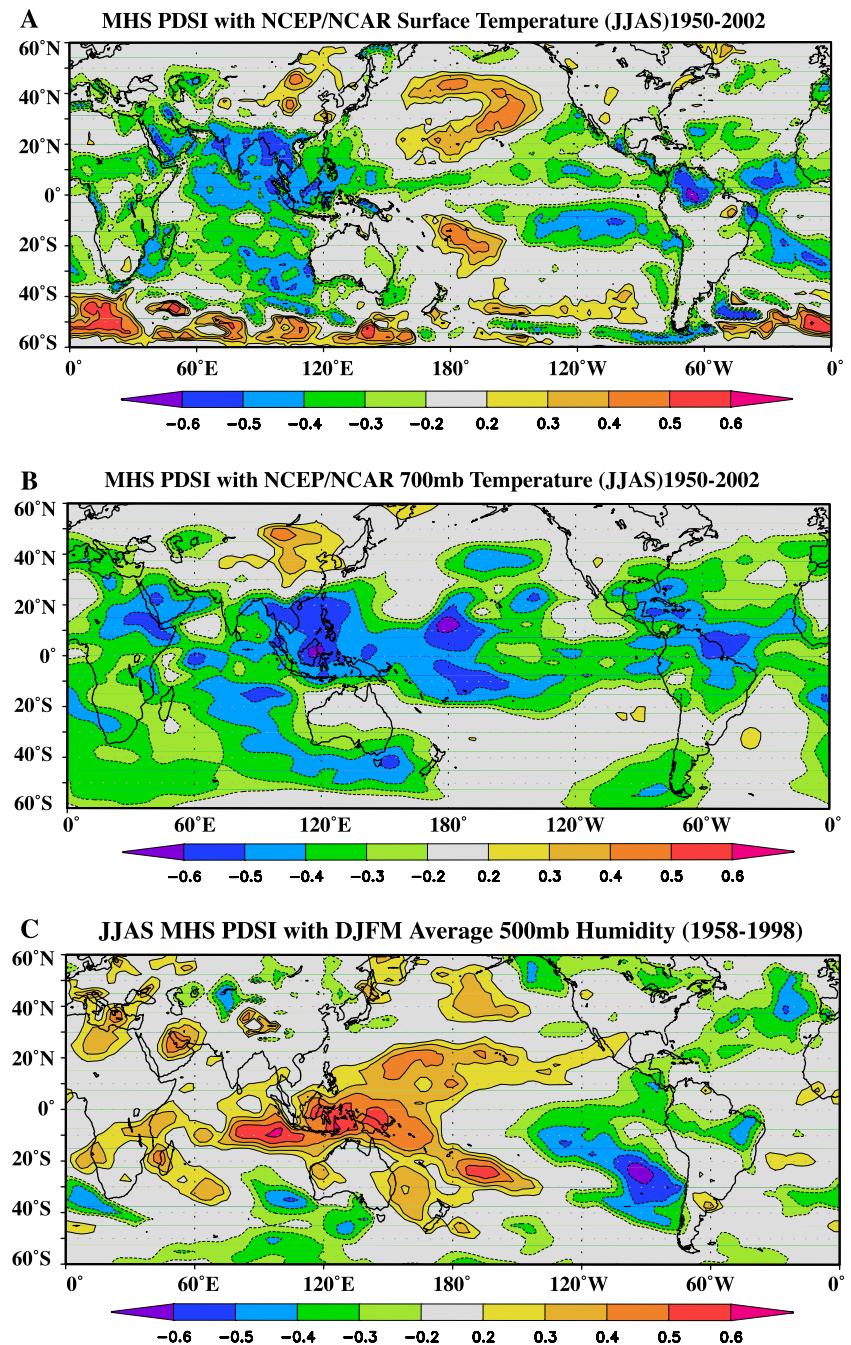 A
MHS PDSI with NCEP/NCAR Surface Temperature (JJAS)1950-2002
60˚N
40˚N
20˚N
0˚
20˚S
40˚S
60˚S
0˚ 60˚E 120˚E 180˚ 120˚W 60˚W 0˚
-0.6 -0.5 -0.4 -0.3 -0.2 0.2 0.3 0.4 0.5 0.6
B
MHS PDSI with NCEP/NCAR 700mb Temperature (JJAS)1950-2002
60˚N
40˚N
20˚N
0˚
20˚S
40˚S
60˚S
0˚ 60˚E 120˚E 180˚ 120˚W 60˚W 0˚
-0.6 -0.5 -0.4 -0.3 -0.2 0.2 0.3 0.4 0.5 0.6
C
JJAS MHS PDSI with DJFM Average 500mb Humidity (1958-1998)
60˚N
40˚N
20˚N
0˚
20˚S
40˚S
60˚S
0˚ 60˚E 120˚E 180˚ 120˚W 60˚W 0˚
-0.6 -0.5 -0.4 -0.3 -0.2 0.2 0.3 0.4 0.5 0.6